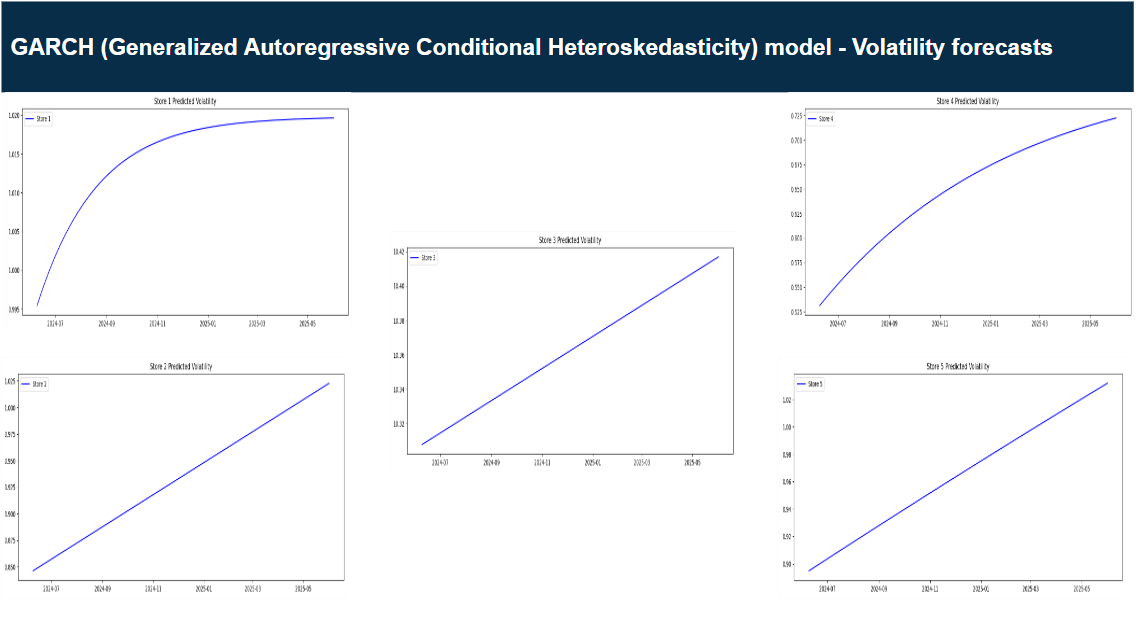 GARCH (Generalized Autoregressive Conditional Heteroskedasticity) model - Volatility forecasts
Store 1 Predicted Volatility
Store 1
1.020
1.015
1.010
1.005
1.000
0.995
2024-07 2024-09 2024-11 2025-01 2025-03 2025-05
Store 4 Predicted Volatility
Store 4
0.725
0.700
0.675
0.650
0.625
0.600
0.575
0.550
0.525
2024-07 2024-09 2024-11 2025-01 2025-03 2025-05
Store 3 Predicted Volatility
Store 3
10.42
10.40
10.38
10.36
10.34
10.32
2024-07 2024-09 2024-11 2025-01 2025-03 2025-05
Store 2 Predicted Volatility
Store 2
1.025
1.000
0.975
0.950
0.925
0.900
0.875
0.850
2024-07 2024-09 2024-11 2025-01 2025-03 2025-05
Store 5 Predicted Volatility
Store 5
1.02
1.00
0.98
0.96
0.94
0.92
0.90
2024-07 2024-09 2024-11 2025-01 2025-03 2025-05